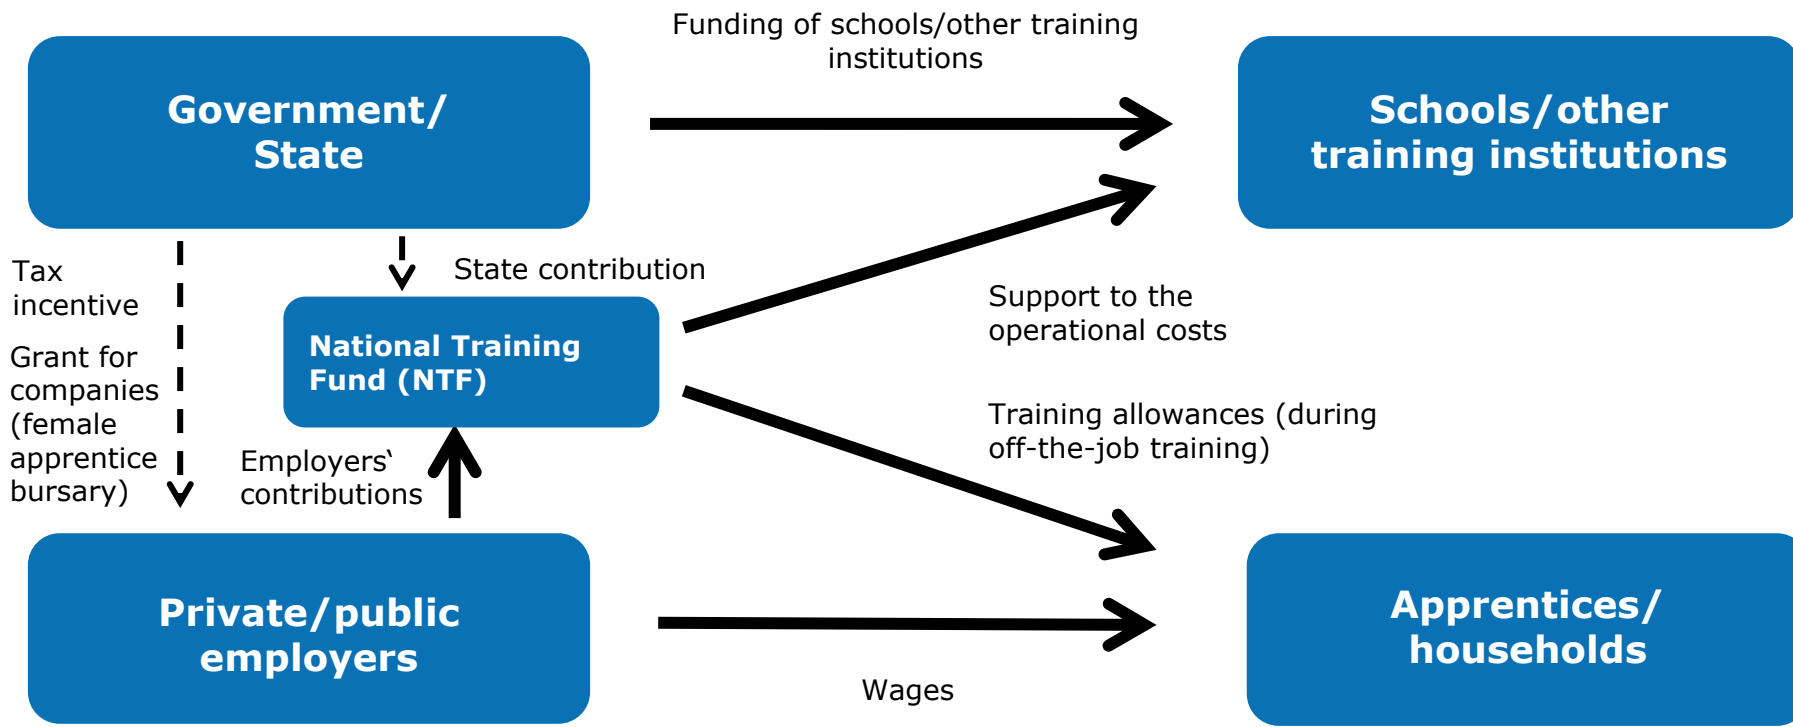 Funding of schools/other training
institutions
Government/
State
Schools/other
training institutions
Tax
incentive
State contribution
Grant for
companies
(female
apprentice
bursary)
National Training
Fund (NTF)
Support to the
operational costs
Training allowances (during
off-the-job training)
Employers‘
contributions
Private/public
employers
Wages
Apprentices/
households